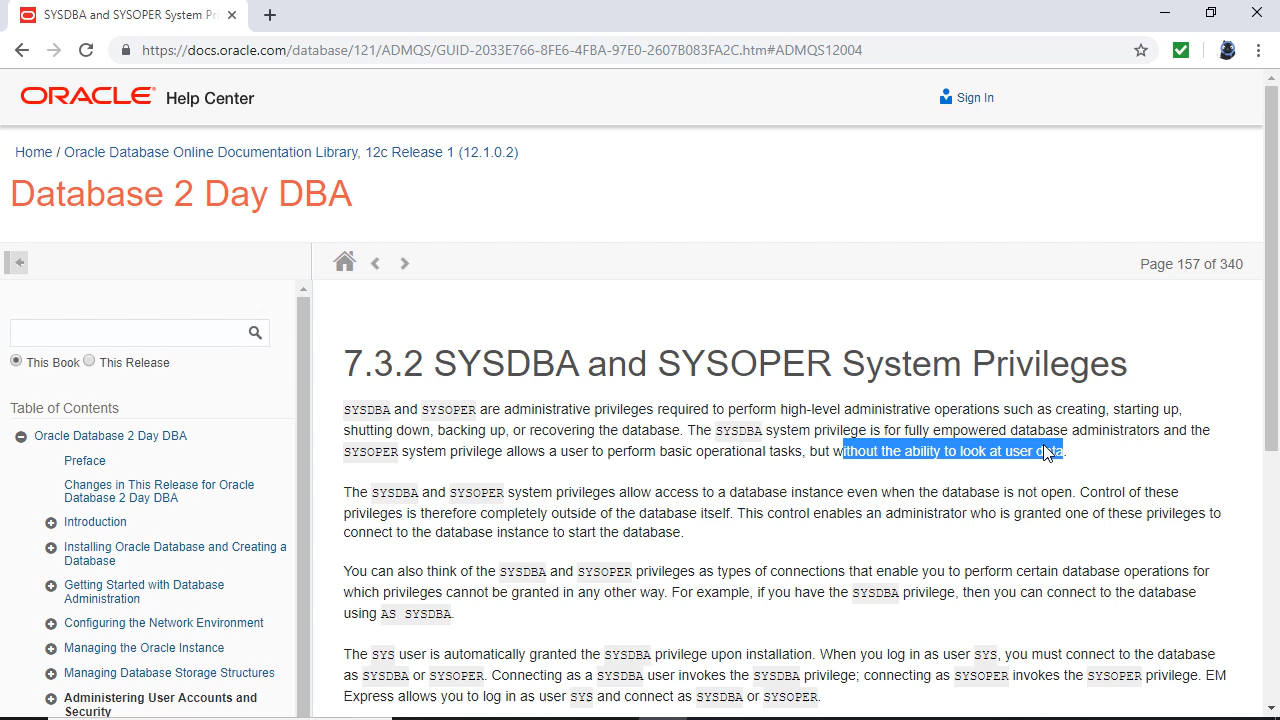 SYSDBA and SYSOPER System Pr
https://docs.oracle.com/database/121/ADMQS/GUID-2033E766-8FE6-4FBA-97E0-2607B083FA2C.htm#ADMQS12004
ORACLE Help Center
Sign In
Home / Oracle Database Online Documentation Library, 12c Release 1 (12.1.0.2)
Database 2 Day DBA
Page 157 of 340
This Book This Release
Table of Contents
Oracle Database 2 Day DBA
Preface
Changes in This Release for Oracle
Database 2 Day DBA
Introduction
Installing Oracle Database and Creating a
Database
Getting Started with Database
Administration
Configuring the Network Environment
Managing the Oracle Instance
Managing Database Storage Structures
Administering User Accounts and
Security
7.3.2 SYSDBA and SYSOPER System Privileges
SYSDBA and SYSOPER are administrative privileges required to perform high-level administrative operations such as creating, starting up,
shutting down, backing up, or recovering the database. The SYSDBA system privilege is for fully empowered database administrators and the
SYSOPER system privilege allows a user to perform basic operational tasks, but without the ability to look at user data.
The SYSDBA and SYSOPER system privileges allow access to a database instance even when the database is not open. Control of these
privileges is therefore completely outside of the database itself. This control enables an administrator who is granted one of these privileges to
connect to the database instance to start the database.
You can also think of the SYSDBA and SYSOPER privileges as types of connections that enable you to perform certain database operations for
which privileges cannot be granted in any other way. For example, if you have the SYSDBA privilege, then you can connect to the database
using AS SYSDBA.
The SYS user is automatically granted the SYSDBA privilege upon installation. When you log in as user SYS, you must connect to the database
as SYSDBA or SYSOPER. Connecting as a SYSDBA user invokes the SYSDBA privilege; connecting as SYSOPER invokes the SYSOPER privilege. EM
Express allows you to log in as user SYS and connect as SYSDBA or SYSOPER.